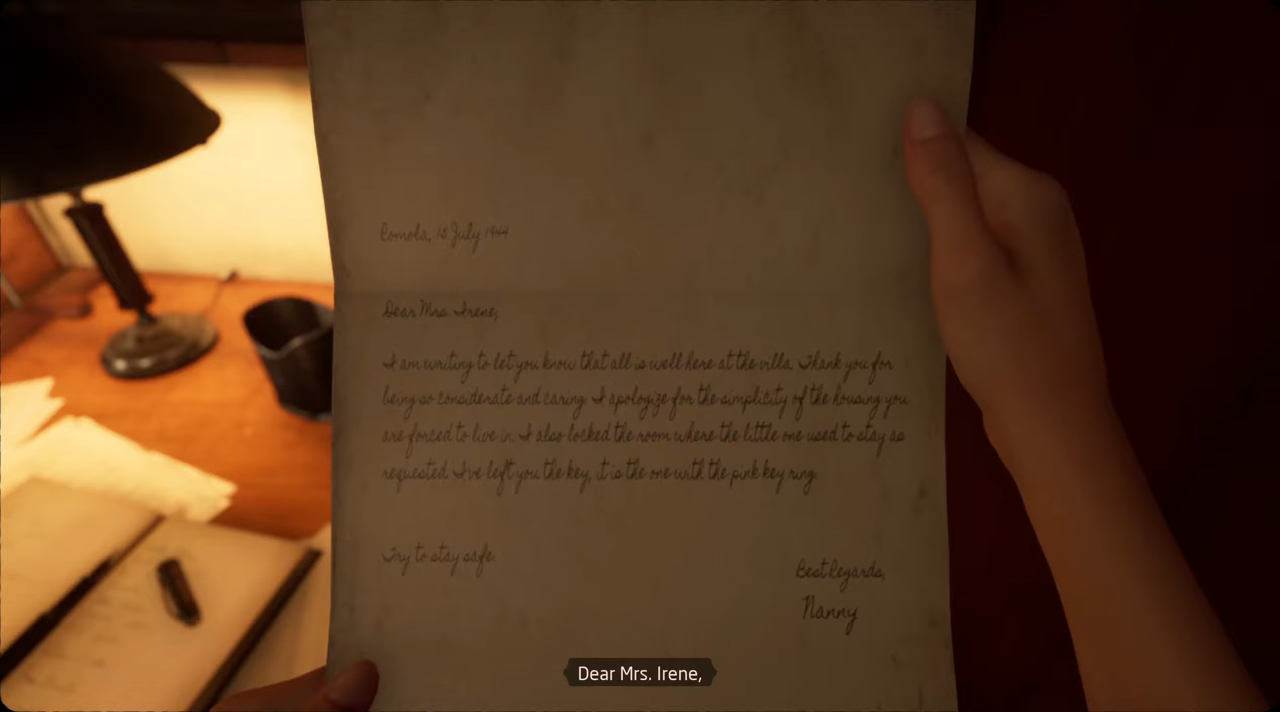 Comola, 15 July 1944
Dear Mrs. Irene,
I am writing to let you know that all is well here at the villa. Thank you for
being so considerate and caring. I apologize for the simplicity of the housing you
are forced to live in. I also locked the room where the little one used to stay as
requested. I've left you the key, it is the one with the pink key ring.
Try to stay safe.
Best Regards,
Nanny
Dear Mrs. Irene,